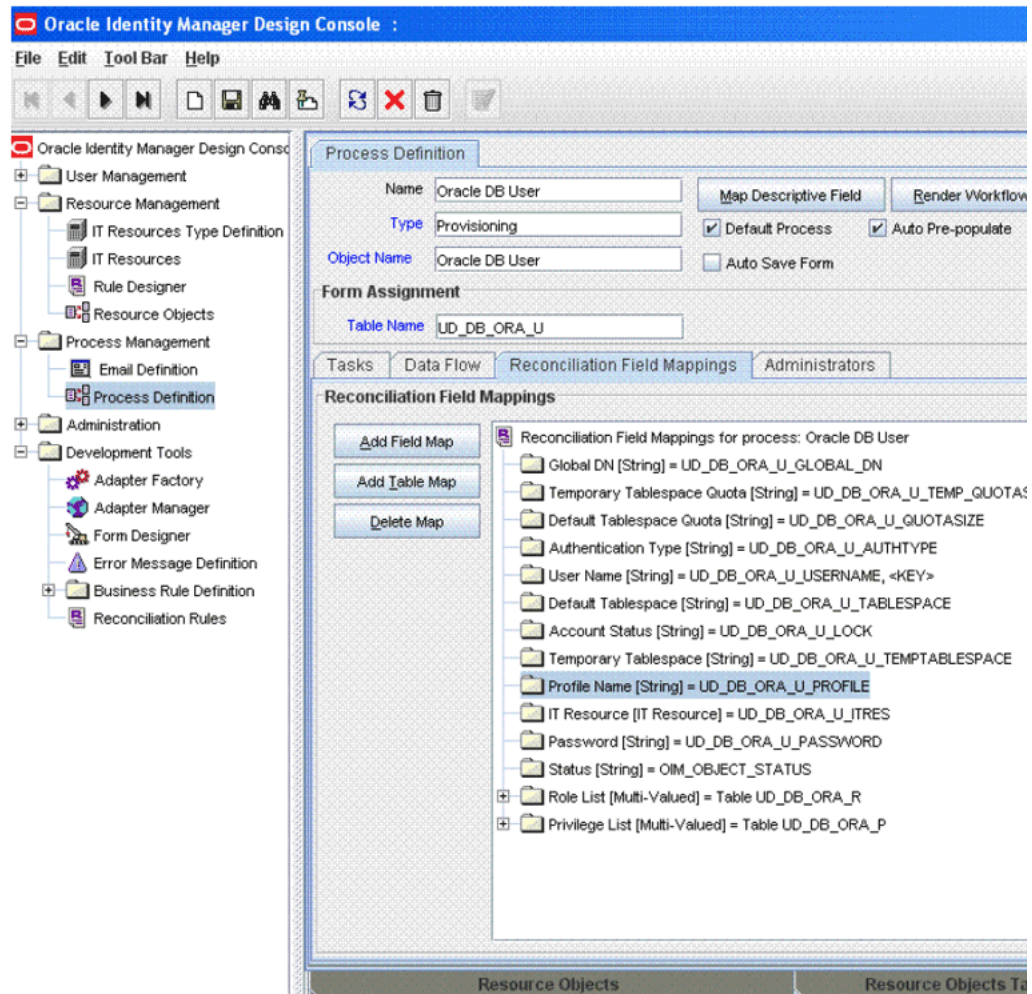 Oracle Identity Manager Design Console :
File Edit Tool Bar Help
Oracle Identity Manager Design Conso
User Management
Resource Management
IT Resources Type Definition
IT Resources
Rule Designer
Resource Objects
Process Management
Email Definition
Process Definition
Administration
Development Tools
Adapter Factory
Adapter Manager
Form Designer
Error Message Definition
Business Rule Definition
Reconciliation Rules
Process Definition
Name Oracle DB User Map Descriptive Field Render Workflow
Type Provisioning Default Process Auto Pre-populate
Object Name Oracle DB User Auto Save Form
Form Assignment
Table Name UD_DB_ORA_U
Tasks Data Flow Reconciliation Field Mappings Administrators
Reconciliation Field Mappings
Add Field Map
Add Table Map
Delete Map
Reconciliation Field Mappings for process: Oracle DB User
Global DN [String] = UD_DB_ORA_U_GLOBAL_DN
Temporary Tablespace Quota [String] = UD_DB_ORA_U_TEMP_QUOTAS
Default Tablespace Quota [String] = UD_DB_ORA_U_QUOTASIZE
Authentication Type [String] = UD_DB_ORA_U_AUTHTYPE
User Name [String] = UD_DB_ORA_U_USERNAME, <KEY>
Default Tablespace [String] = UD_DB_ORA_U_TABLESPACE
Account Status [String] = UD_DB_ORA_U_LOCK
Temporary Tablespace [String] = UD_DB_ORA_U_TEMPTABLESPACE
Profile Name [String] = UD_DB_ORA_U_PROFILE
IT Resource [IT Resource] = UD_DB_ORA_U_ITRES
Password [String] = UD_DB_ORA_U_PASSWORD
Status [String] = OIM_OBJECT_STATUS
Role List [Multi-Valued] = Table UD_DB_ORA_R
Privilege List [Multi-Valued] = Table UD_DB_ORA_P
Resource Objects Resource Objects Ta